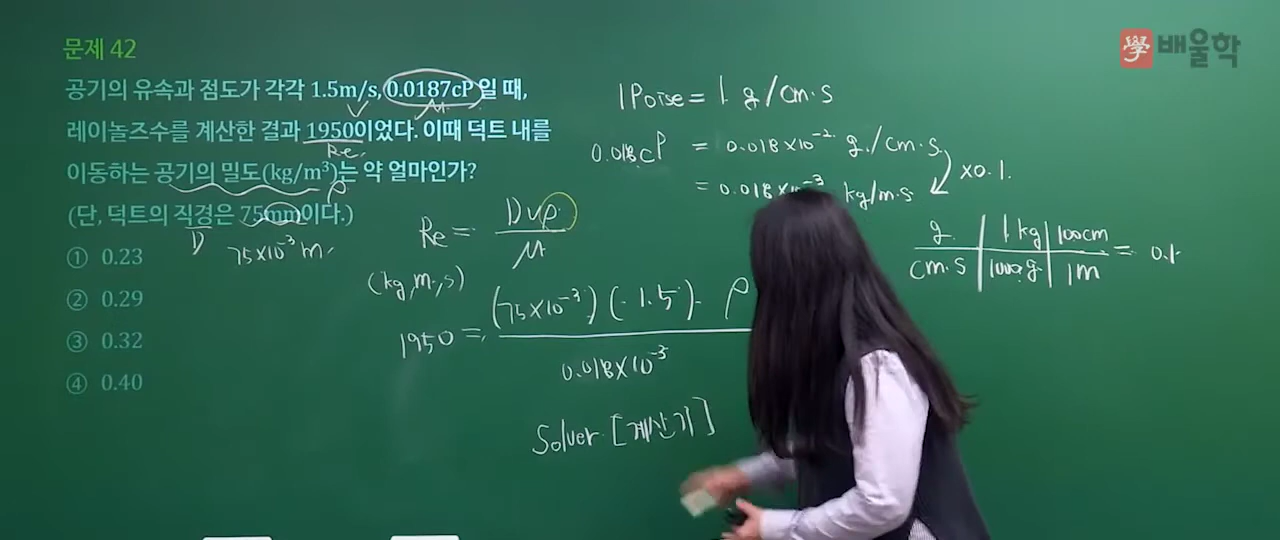 문제 42
공기의 유속과 점도가 각각 1.5m/s, 0.0187cP 일 때,
레이놀즈수를 계산한 결과 1950이었다. 이때 덕트 내를
이동하는 공기의 밀도(kg/m³)는 약 얼마인가?
(단, 덕트의 직경은 75mm이다.)
① 0.23
② 0.29
③ 0.32
④ 0.40
V
μ
Re
ρ
D
75×10⁻³ m
學 배울학
1 Poise = 1 g/cm·s
0.018cP = 0.018×10⁻² g/cm·s
= 0.018×10⁻³ kg/m·s
×0.1
g | 1 kg | 100cm
cm·s | 1000g | 1m
= 0.1
Re = Dvρ
μ
(kg, m, s)
1950 = (75×10⁻³)(1.5) ρ
0.018×10⁻³
Solver [계산기]